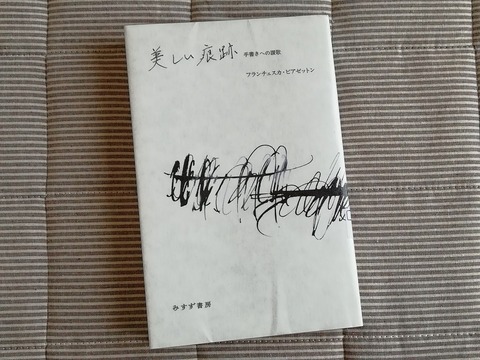 美しい痕跡 手書きへの讃歌
フランチェスカ・ビアゼットン
みすず書房